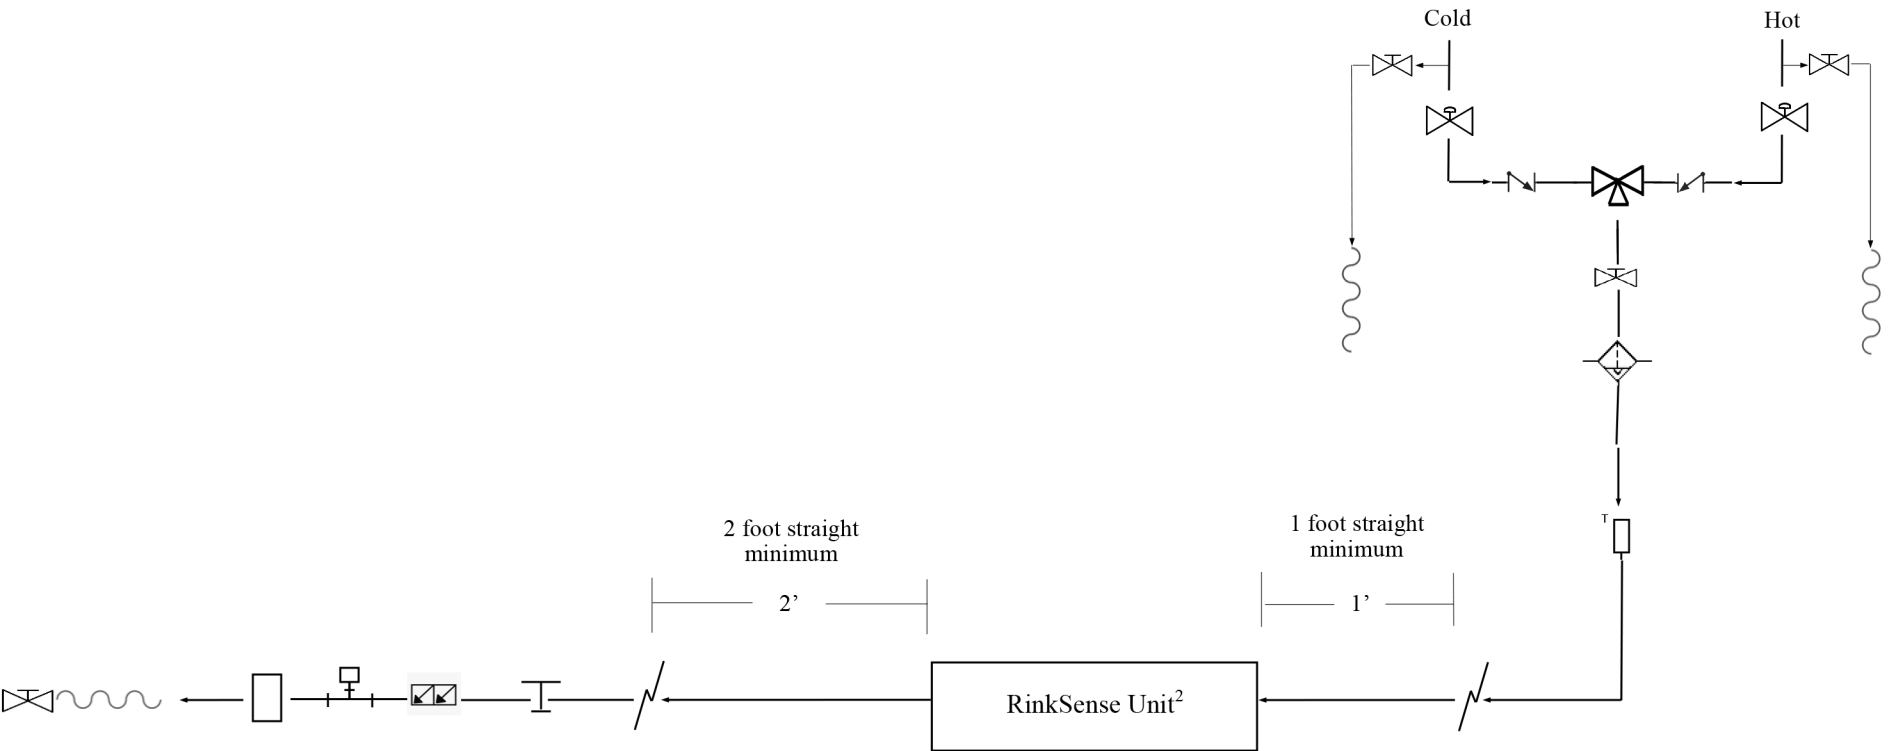 Cold
Hot
2 foot straight
minimum
1 foot straight
minimum
T
2’
1’
RinkSense Unit²